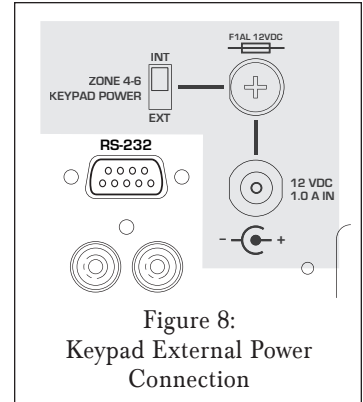 F1AL 12VDC
INT
ZONE 4-6
KEYPAD POWER
EXT
RS-232
12 VDC
1.0 A IN
- +
Figure 8:
Keypad External Power
Connection